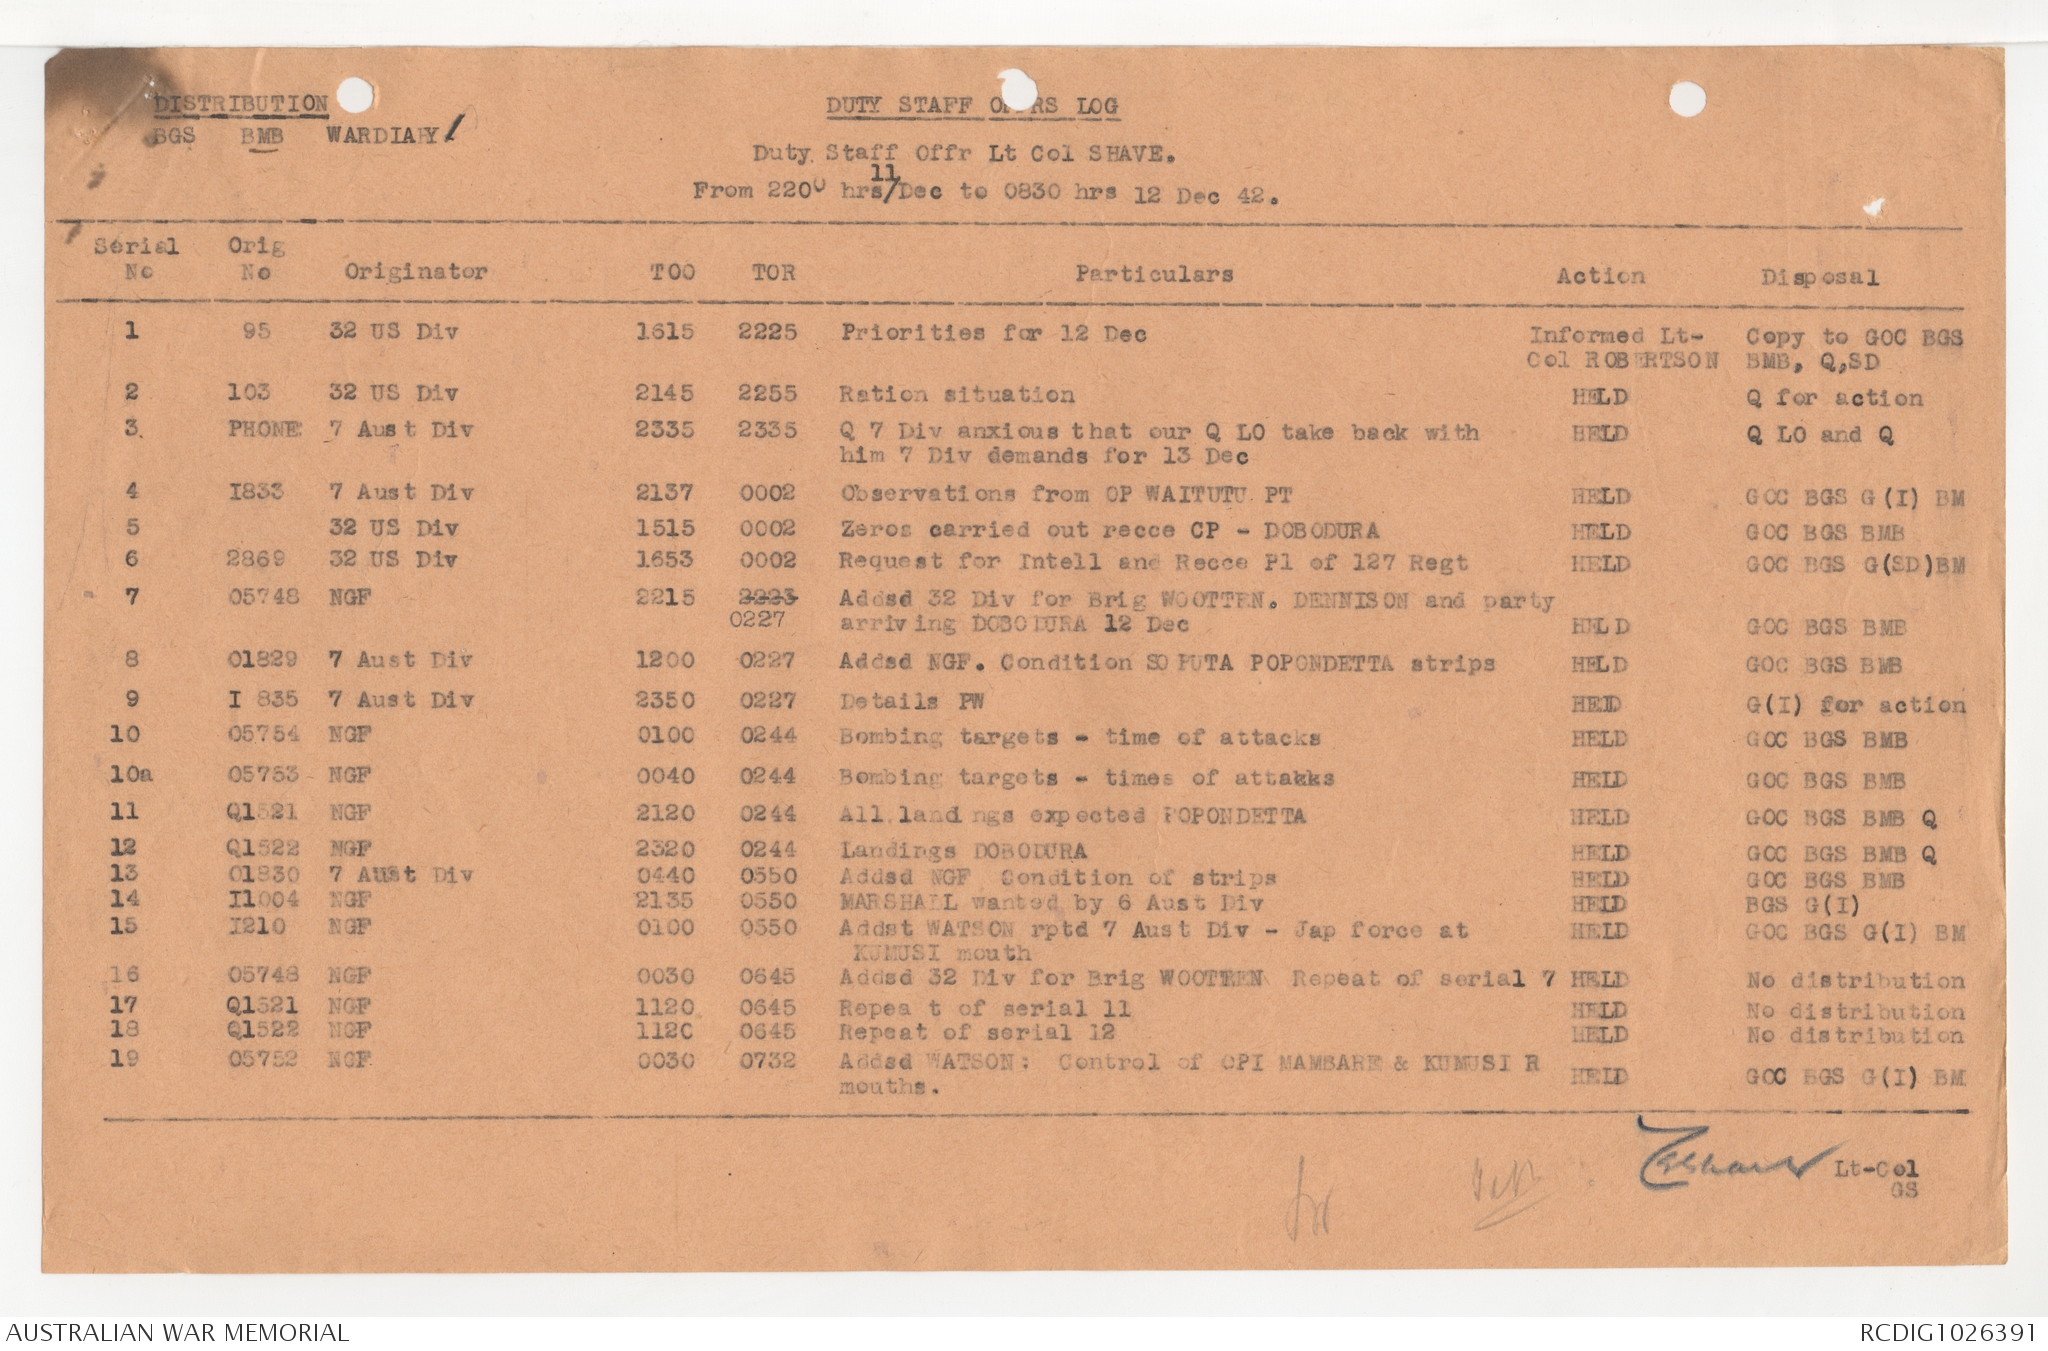 DISTRIBUTION
BGS BMB WARDIARY
DUTY STAFF OFFRS LOG
Duty Staff Offr Lt Col SHAVE.
From 2200 hrs 11/Dec to 0830 hrs 12 Dec 42.
Serial No Orig No Originator TOO TOR Particulars Action Disposal
1 95 32 US Div 1615 2225 Priorities for 12 Dec Informed Lt- Copy to GOC BGS
Col ROBERTSON BMB, Q,SD
2 103 32 US Div 2145 2255 Ration situation HELD Q for action
3. PHONE 7 Aust Div 2335 2335 Q 7 Div anxious that our Q LO take back with HELD Q LO and Q
him 7 Div demands for 13 Dec
4 I833 7 Aust Div 2137 0002 Observations from OP WAITUTU PT HELD GOC BGS G(I) BM
5 32 US Div 1515 0002 Zeros carried out recce CP - DOBODURA HELD GOC BGS BMB
6 2869 32 US Div 1653 0002 Request for Intell and Recce Pl of 127 Regt HELD GOC BGS G(SD)BM
7 05748 NGF 2215 2223 Addsd 32 Div for Brig WOOTTEN. DENNISON and party
0227 arriving DOBODURA 12 Dec HELD GOC BGS BMB
8 01829 7 Aust Div 1200 0227 Addsd NGF. Condition SOPUTA POPONDETTA strips HELD GOC BGS BMB
9 I 835 7 Aust Div 2350 0227 Details PW HELD G(I) for action
10 05754 NGF 0100 0244 Bombing targets - time of attacks HELD GOC BGS BMB
10a 05753 NGF 0040 0244 Bombing targets - times of attakks HELD GOC BGS BMB
11 Q1521 NGF 2120 0244 All landings expected POPONDETTA HELD GOC BGS BMB Q
12 Q1522 NGF 2320 0244 Landings DOBODURA HELD GOC BGS BMB Q
13 01830 7 Aust Div 0440 0550 Addsd NGF Condition of strips HELD GOC BGS BMB
14 I1004 NGF 2135 0550 MARSHALL wanted by 6 Aust Div HELD BGS G(I)
15 I210 NGF 0100 0550 Addst WATSON rptd 7 Aust Div - Jap force at HELD GOC BGS G(I) BM
KUMUSI mouth
16 05748 NGF 0030 0645 Addsd 32 Div for Brig WOOTTEN Repeat of serial 7 HELD No distribution
17 Q1521 NGF 1120 0645 Repeat of serial 11 HELD No distribution
18 Q1522 NGF 1120 0645 Repeat of serial 12 HELD No distribution
19 05752 NGF 0030 0732 Addsd WATSON: Control of OPI MAMBARE & KUMUSI R
mouths. HELD GOC BGS G(I) BM
Lt-Col
GS
AUSTRALIAN WAR MEMORIAL
RCDIG1026391